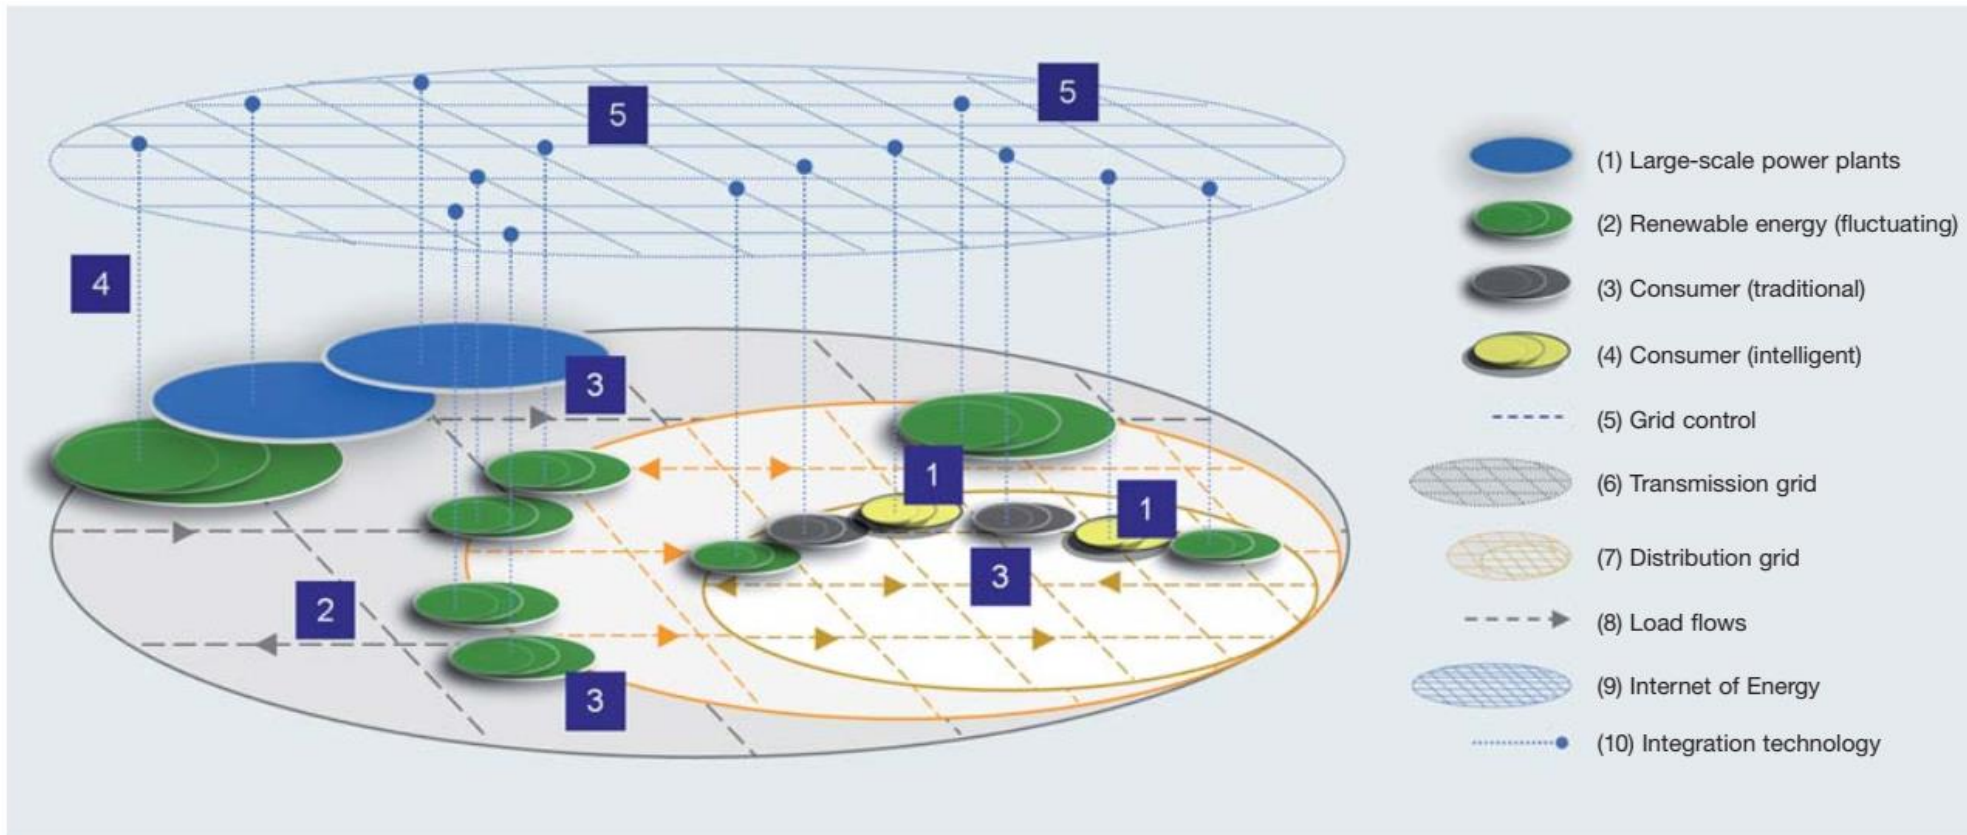 5
5
4
3
1
1
3
2
3
(1) Large-scale power plants
(2) Renewable energy (fluctuating)
(3) Consumer (traditional)
(4) Consumer (intelligent)
(5) Grid control
(6) Transmission grid
(7) Distribution grid
(8) Load flows
(9) Internet of Energy
(10) Integration technology